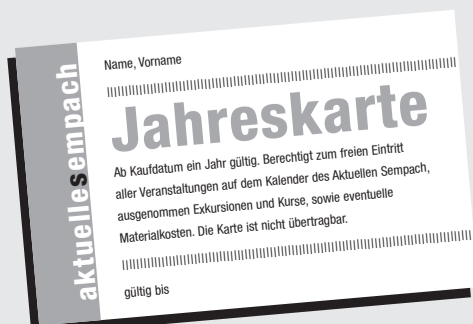 aktuellesempach
Name, Vorname
Jahreskarte
Ab Kaufdatum ein Jahr gültig. Berechtigt zum freien Eintritt
aller Veranstaltungen auf dem Kalender des Aktuellen Sempach,
ausgenommen Exkursionen und Kurse, sowie eventuelle
Materialkosten. Die Karte ist nicht übertragbar.
gültig bis